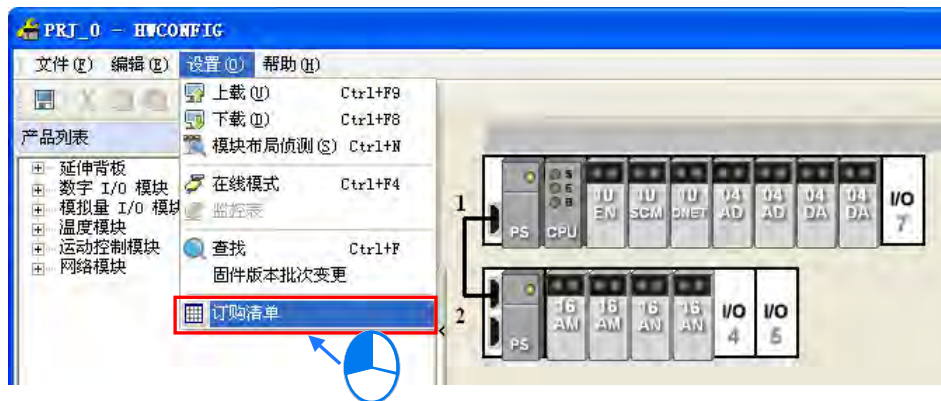 PRJ_0 - HWCONFIG
文件(F) 编辑(E) 设置(O) 帮助(H)
产品列表
延伸背板
数字 I/O 模块
模拟量 I/O 模块
温度模块
运动控制模块
网络模块
上载(U) Ctrl+F9
下载(D) Ctrl+F8
模块布局侦测(S) Ctrl+N
在线模式 Ctrl+F4
监控表
查找 Ctrl+F
固件版本批次变更
订购清单
1
PS CPU
10 EN
10 SCM
10 DNET
04 AD
04 AD
04 DA
04 DA
I/O 7
2
PS
16 AM
16 AM
16 AN
16 AN
I/O 4
I/O 5